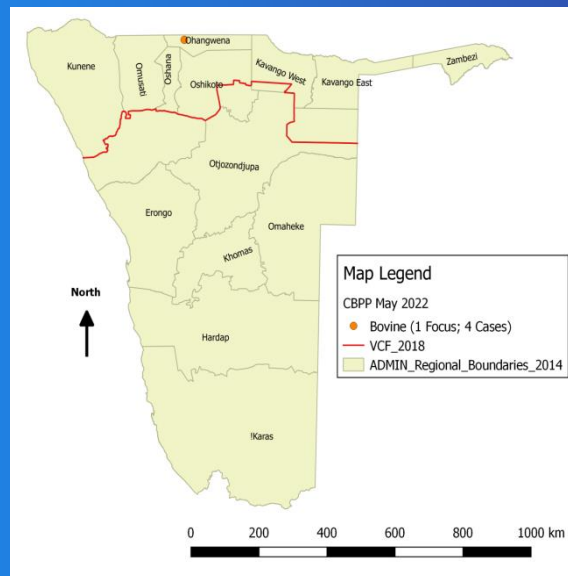 Ohangwena
Kunene
Omusati
Oshana
Oshikoto
Kavango West
Kavango East
Zambezi
Otjozondjupa
Erongo
Omaheke
Khomas
Hardap
!Karas
North
Map Legend
CBPP May 2022
Bovine (1 Focus; 4 Cases)
VCF_2018
ADMIN_Regional_Boundaries_2014
0 200 400 600 800 1000 km